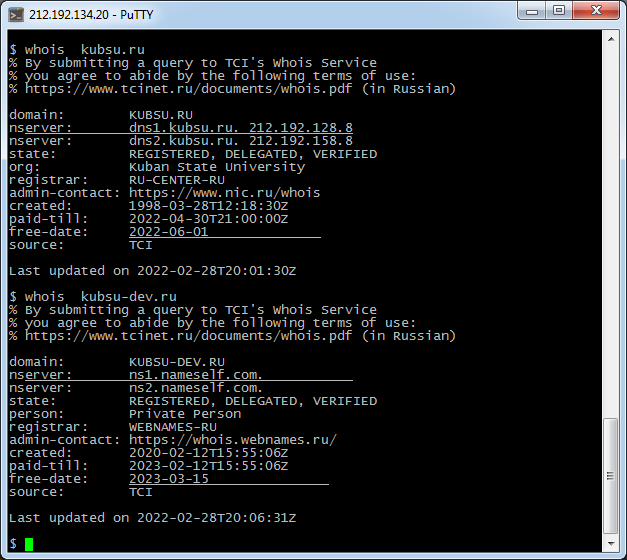 212.192.134.20 - PuTTY
$ whois  kubsu.ru
% By submitting a query to TCI's Whois Service
% you agree to abide by the following terms of use:
% https://www.tcinet.ru/documents/whois.pdf (in Russian)

domain:        KUBSU.RU
nserver:       dns1.kubsu.ru. 212.192.128.8
nserver:       dns2.kubsu.ru. 212.192.158.8
state:         REGISTERED, DELEGATED, VERIFIED
org:           Kuban State University
registrar:     RU-CENTER-RU
admin-contact: https://www.nic.ru/whois
created:       1998-03-28T12:18:30Z
paid-till:     2022-04-30T21:00:00Z
free-date:     2022-06-01
source:        TCI

Last updated on 2022-02-28T20:01:30Z

$ whois  kubsu-dev.ru
% By submitting a query to TCI's Whois Service
% you agree to abide by the following terms of use:
% https://www.tcinet.ru/documents/whois.pdf (in Russian)

domain:        KUBSU-DEV.RU
nserver:       ns1.nameself.com.
nserver:       ns2.nameself.com.
state:         REGISTERED, DELEGATED, VERIFIED
person:        Private Person
registrar:     WEBNAMES-RU
admin-contact: https://whois.webnames.ru/
created:       2020-02-12T15:55:06Z
paid-till:     2023-02-12T15:55:06Z
free-date:     2023-03-15
source:        TCI

Last updated on 2022-02-28T20:06:31Z

$